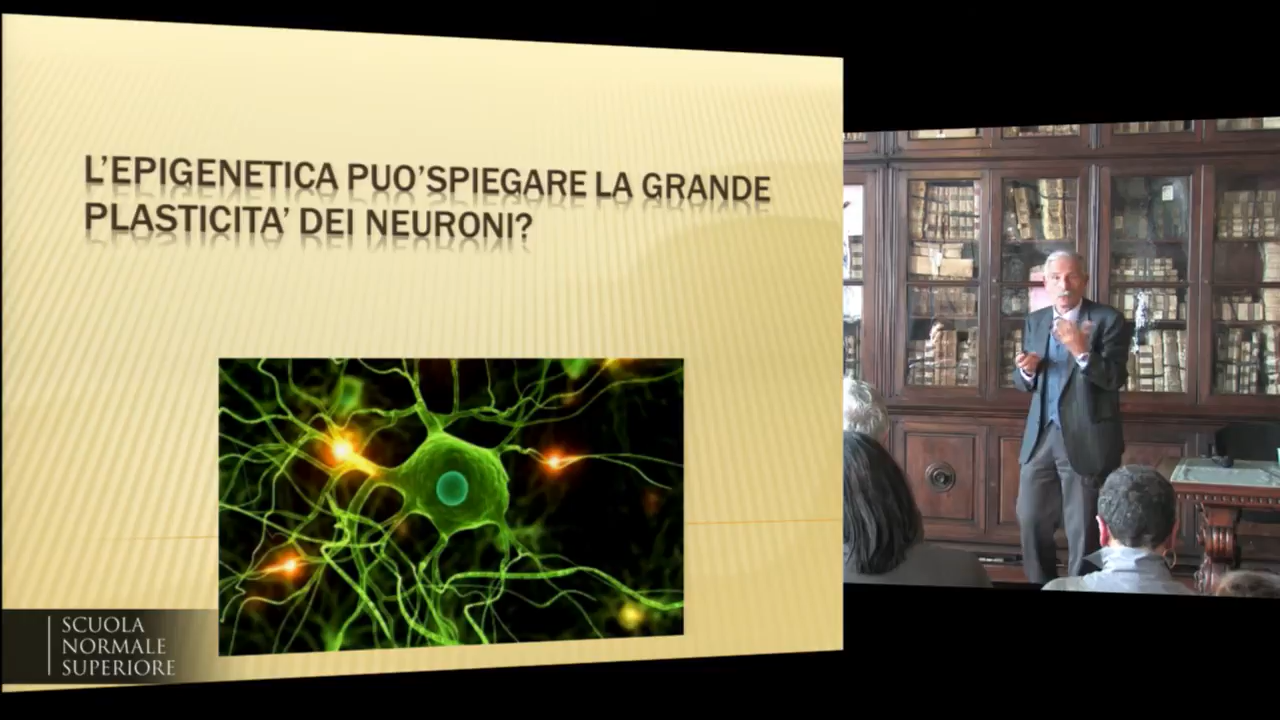 L'EPIGENETICA PUO'SPIEGARE LA GRANDE
PLASTICITA' DEI NEURONI?
SCUOLA
NORMALE
SUPERIORE